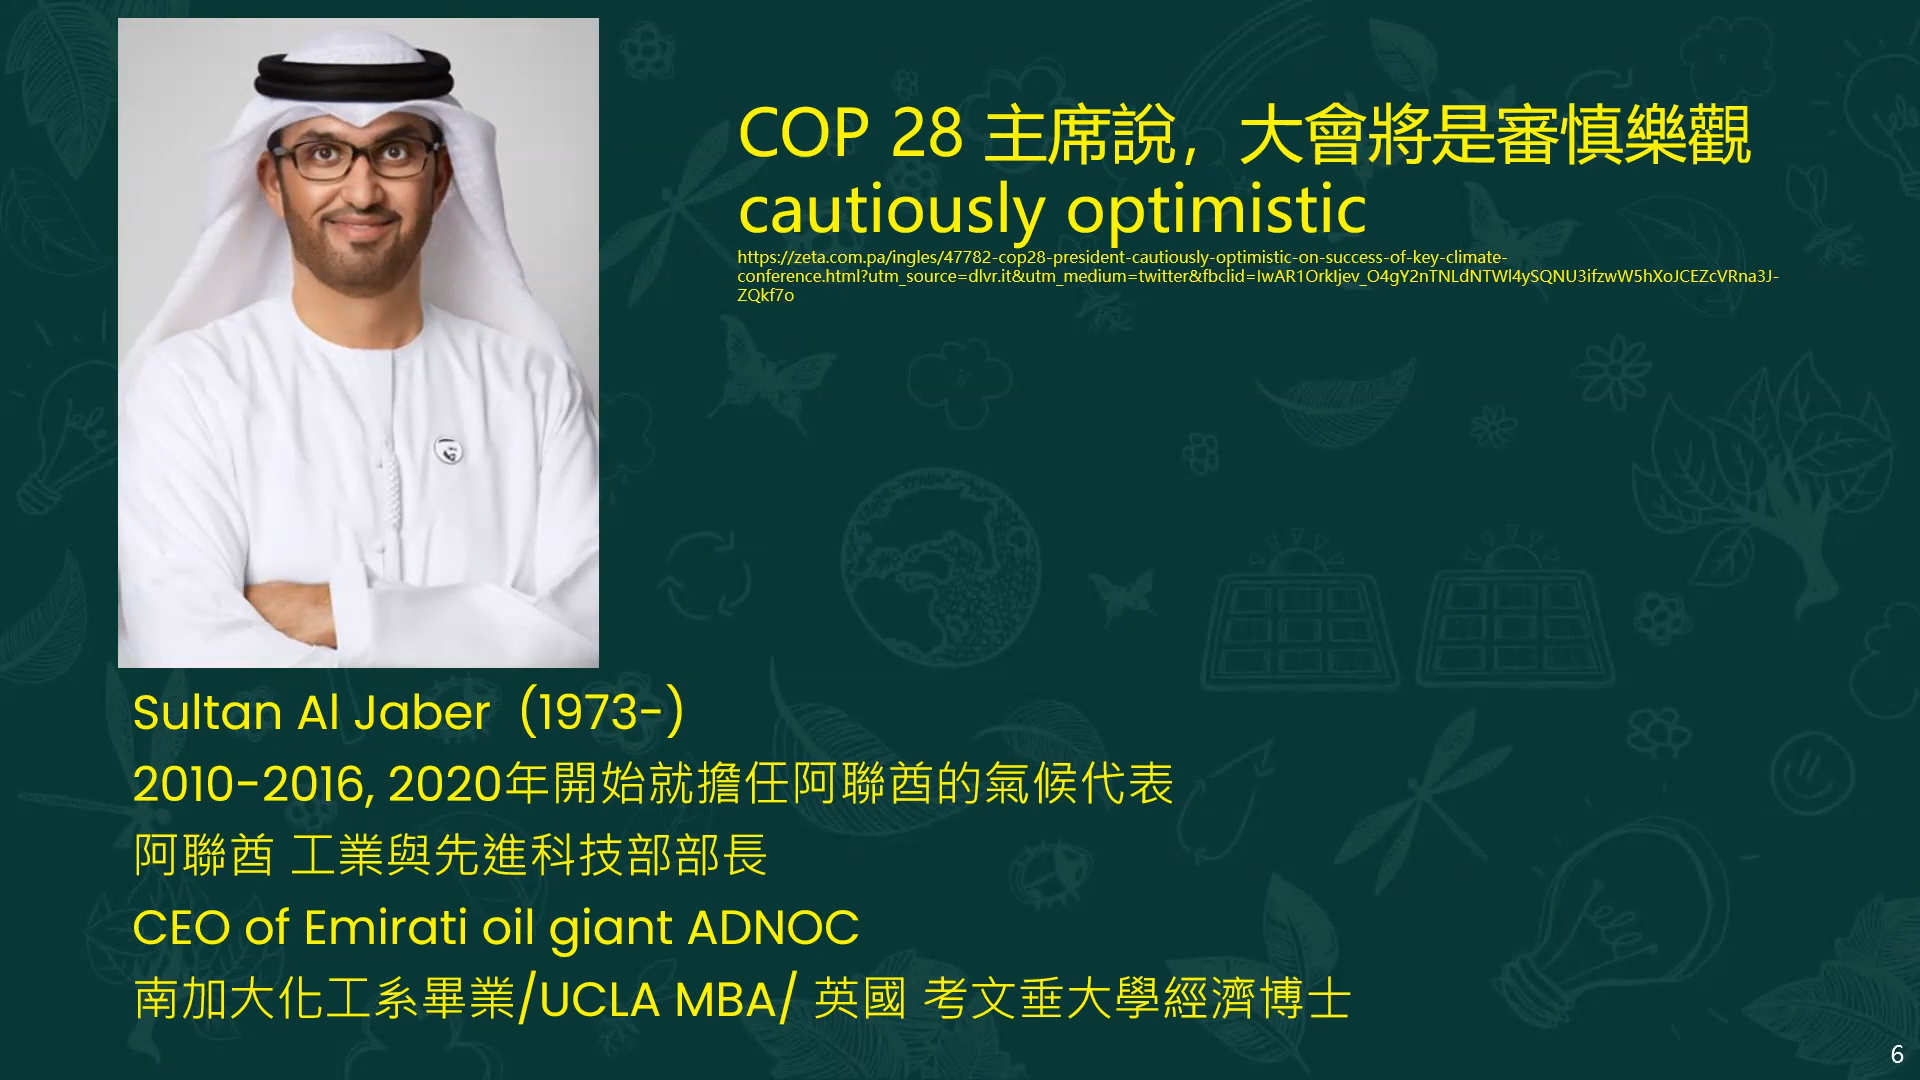 COP 28 主席說，大會將是審慎樂觀
cautiously optimistic
https://zeta.com.pa/ingles/47782-cop28-president-cautiously-optimistic-on-success-of-key-climate-
conference.html?utm_source=dlvr.it&utm_medium=twitter&fbclid=IwAR1OrkIjev_O4gY2nTNLdNTWl4ySQNU3ifzwW5hXoJCEZcVRna3J-
ZQkf7o
Sultan Al Jaber (1973-)
2010-2016, 2020年開始就擔任阿聯酋的氣候代表
阿聯酋 工業與先進科技部部長
CEO of Emirati oil giant ADNOC
南加大化工系畢業/UCLA MBA/ 英國 考文垂大學經濟博士
6